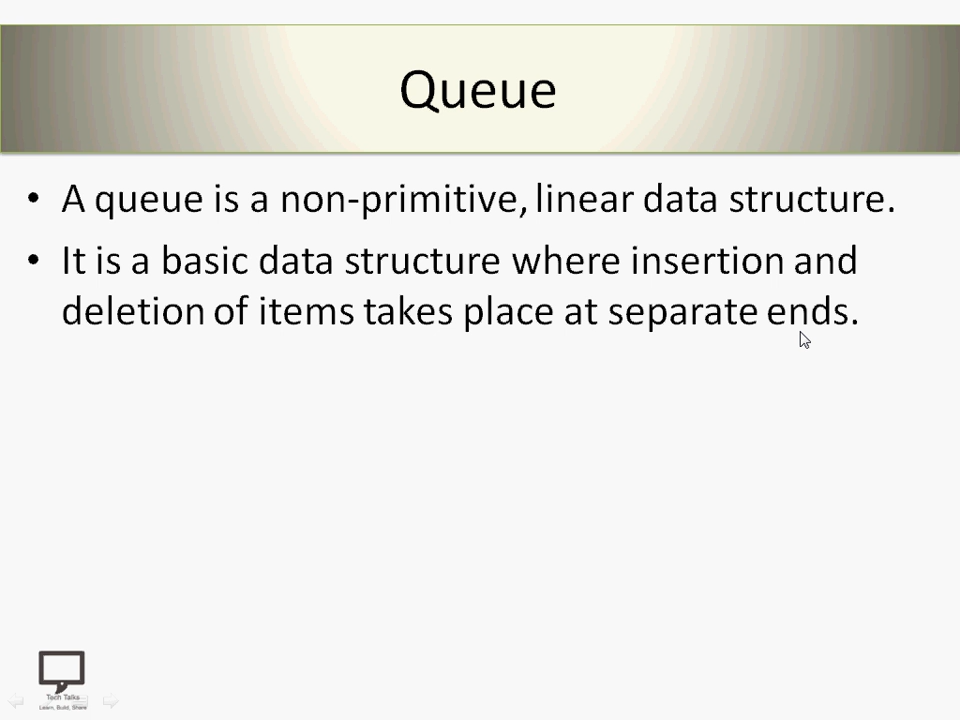 Queue
• A queue is a non-primitive, linear data structure.
• It is a basic data structure where insertion and
deletion of items takes place at separate ends.
Tech Talks
Learn, Build, Share